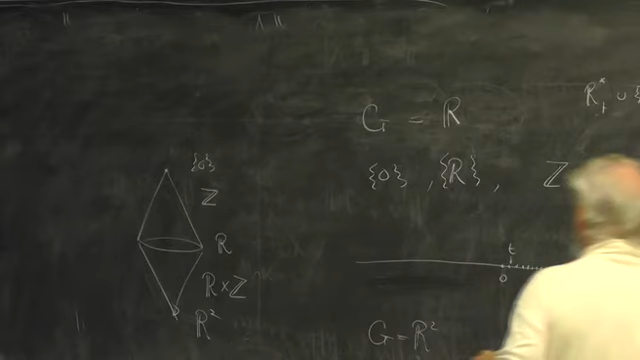 G = ℝ
ℝ*₊ ∪ {
{0}, {ℝ}, ℤ
{0}
ℤ
ℝ
ℝ×ℤ
ℝ²
t
0
G=ℝ²